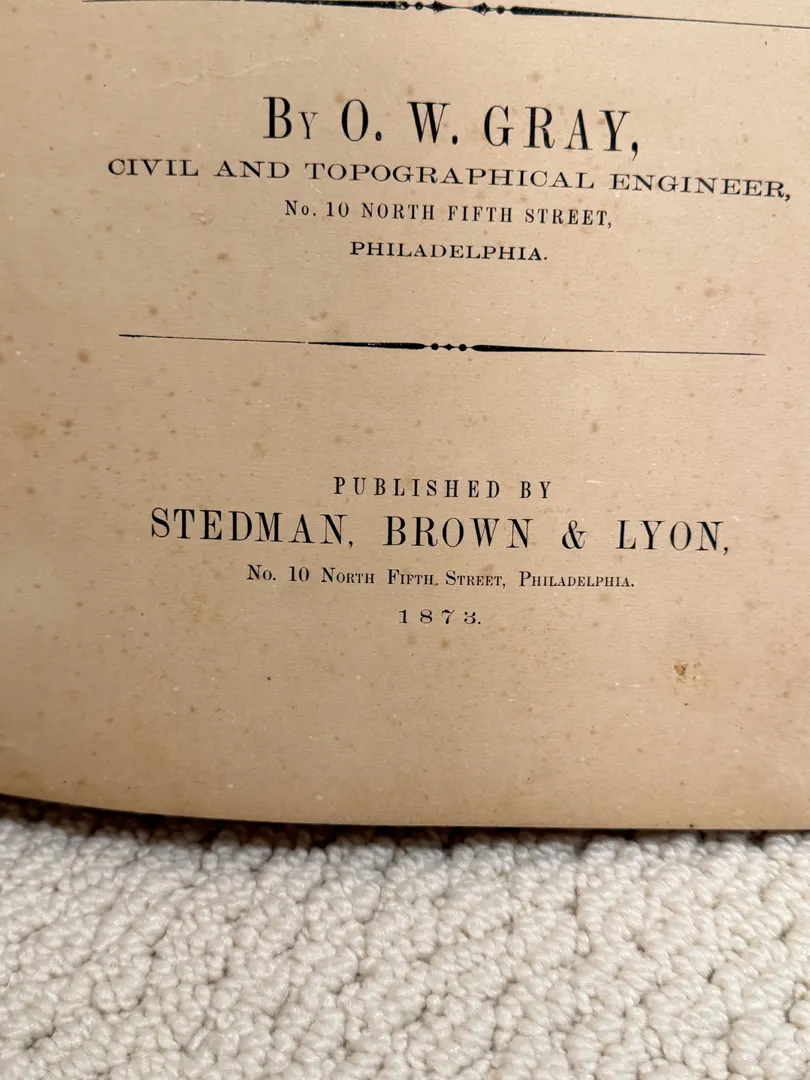 By O. W. GRAY,
CIVIL AND TOPOGRAPHICAL ENGINEER,
No. 10 NORTH FIFTH STREET,
PHILADELPHIA.
PUBLISHED BY
STEDMAN, BROWN & LYON,
No. 10 North Fifth Street, Philadelphia.
1873.